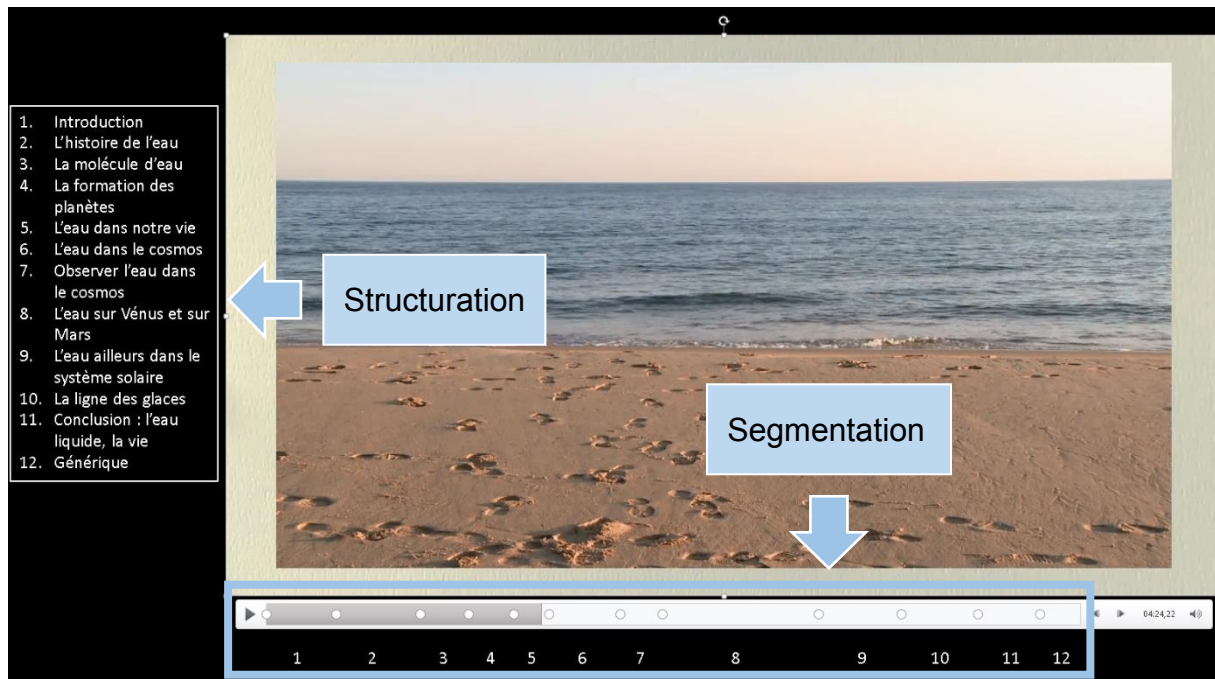 1. Introduction
2. L’histoire de l’eau
3. La molécule d’eau
4. La formation des
planètes
5. L’eau dans notre vie
6. L’eau dans le cosmos
7. Observer l’eau dans
le cosmos
8. L’eau sur Vénus et sur
Mars
9. L’eau ailleurs dans le
système solaire
10. La ligne des glaces
11. Conclusion : l’eau
liquide, la vie
12. Générique
Structuration
Segmentation
04:24,22
1 2 3 4 5 6 7 8 9 10 11 12